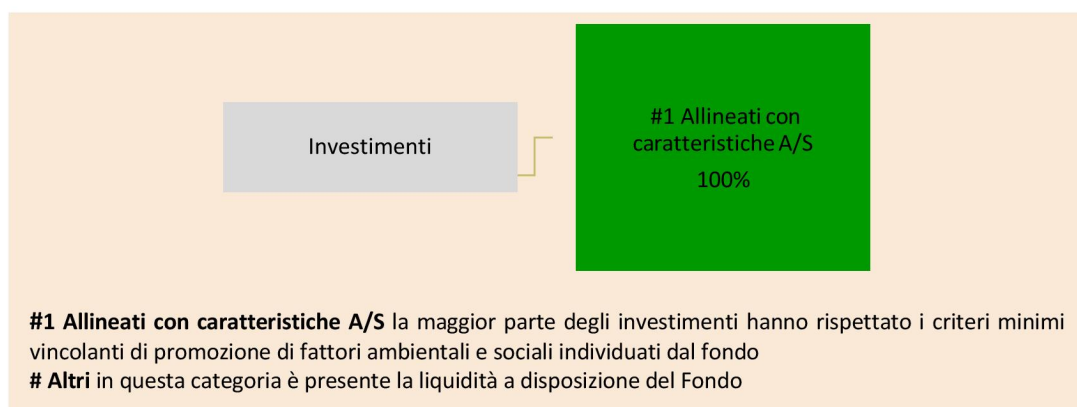 Investimenti
#1 Allineati con
caratteristiche A/S
100%
#1 Allineati con caratteristiche A/S la maggior parte degli investimenti hanno rispettato i criteri minimi
vincolanti di promozione di fattori ambientali e sociali individuati dal fondo
# Altri in questa categoria è presente la liquidità a disposizione del Fondo